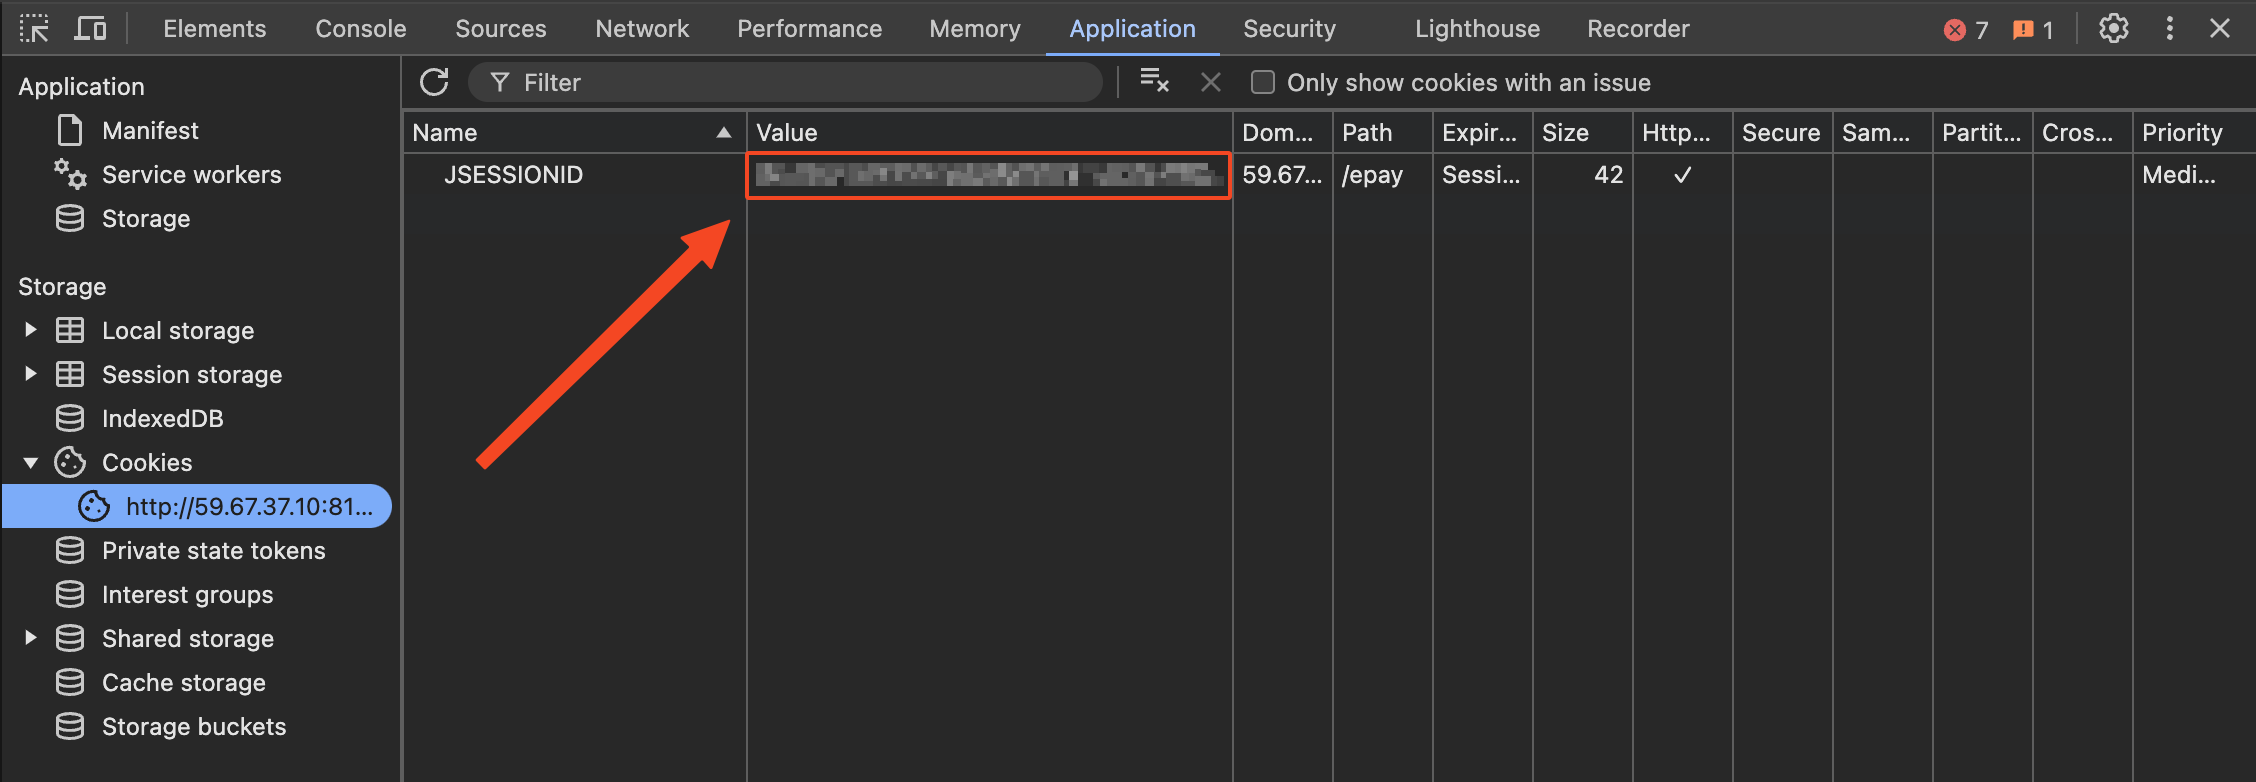 Elements Console Sources Network Performance Memory Application Security Lighthouse Recorder 7 1
Application
Manifest
Service workers
Storage
Storage
Local storage
Session storage
IndexedDB
Cookies
http://59.67.37.10:81...
Private state tokens
Interest groups
Shared storage
Cache storage
Storage buckets
Filter Only show cookies with an issue
Name Value Dom... Path Expir... Size Http... Secure Sam... Partit... Cros... Priority
JSESSIONID 59.67... /epay Sessi... 42 ✓ Medi...